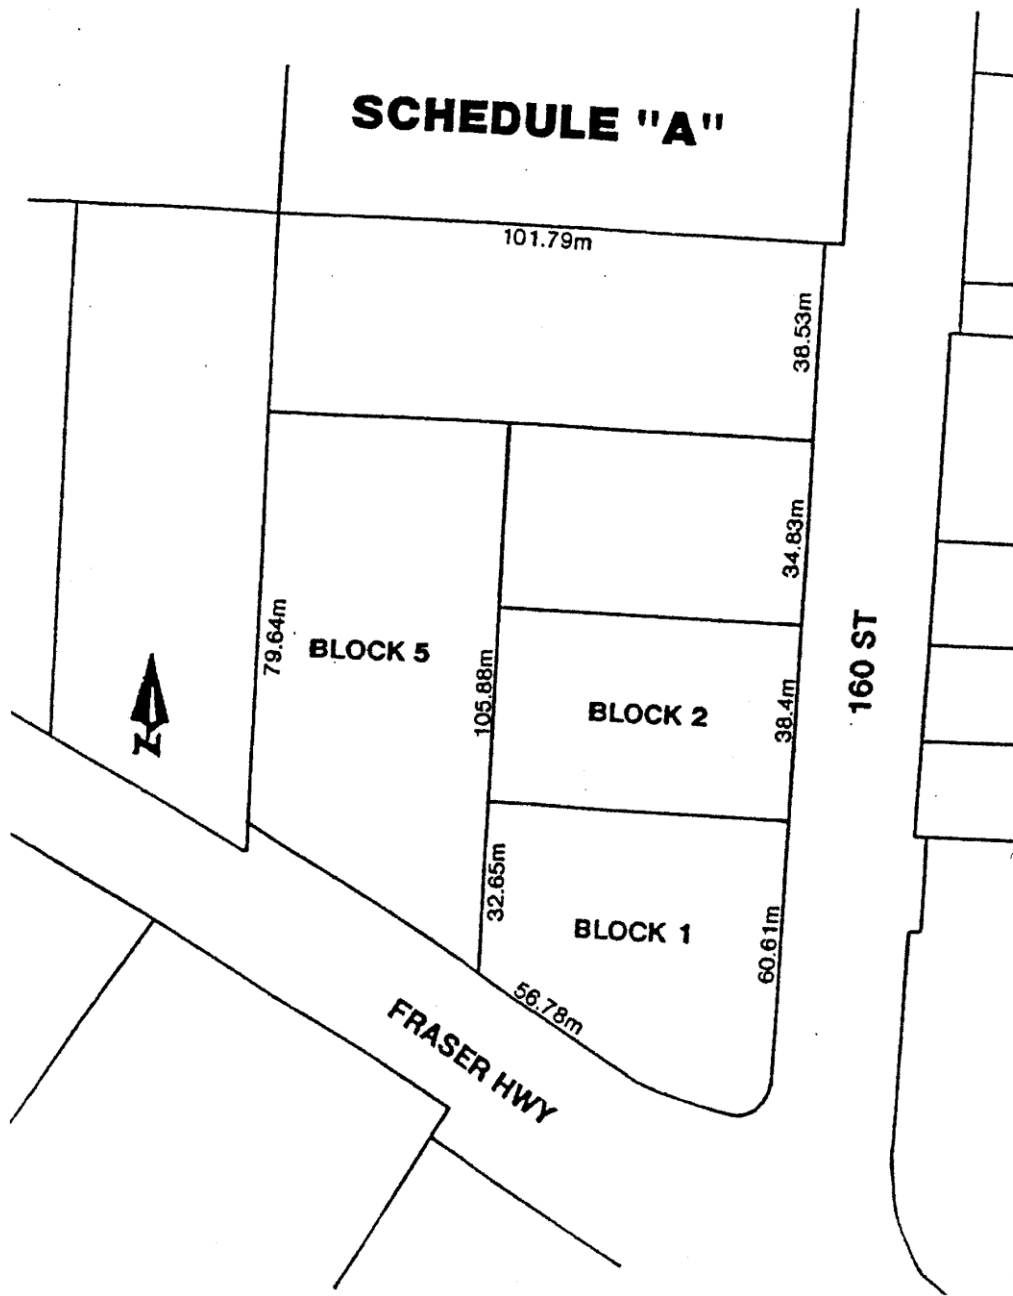 SCHEDULE "A"
101.79m
38.53m
34.83m
79.64m
BLOCK 5
105.88m
BLOCK 2
38.4m
160 ST
N
32.65m
BLOCK 1
60.61m
56.78m
FRASER HWY